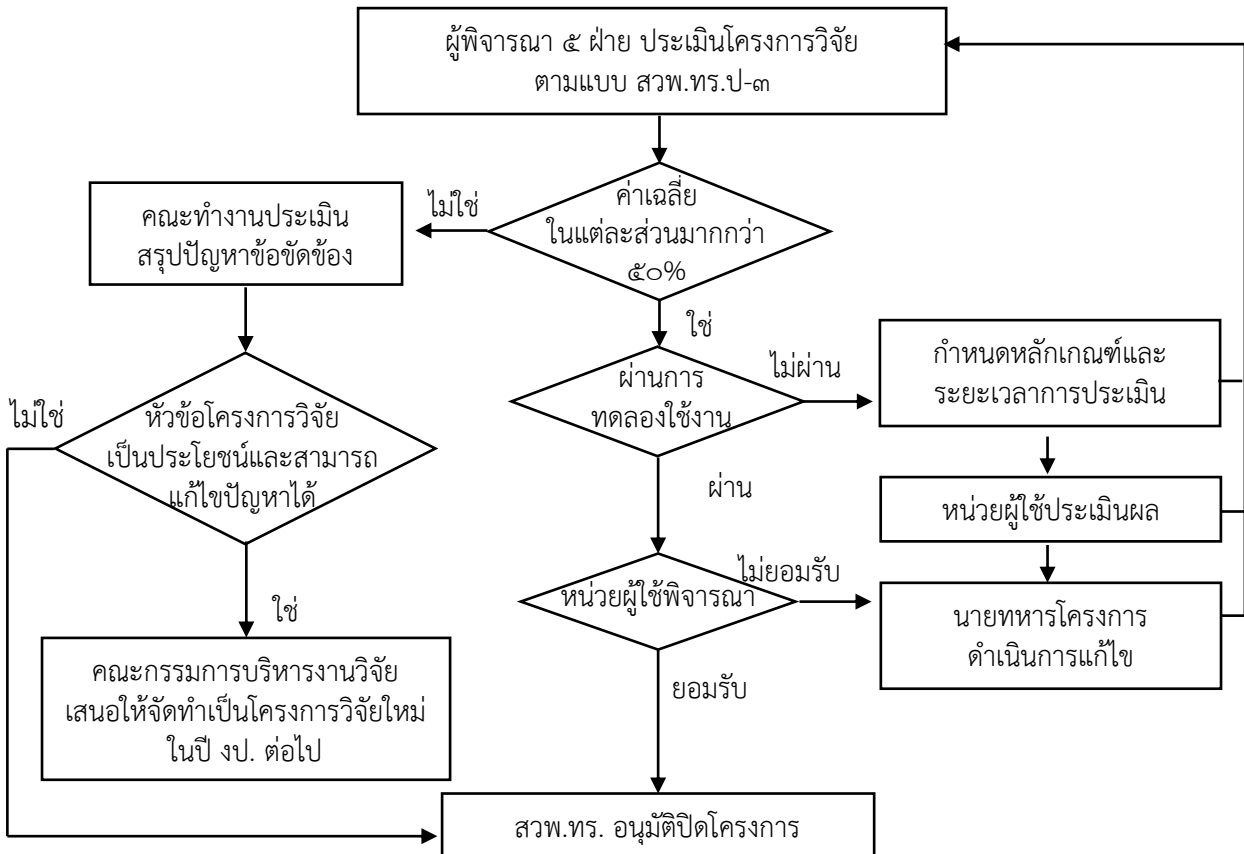 ผู้พิจารณา ๕ ฝ่าย ประเมินโครงการวิจัย
ตามแบบ สวพ.ทร.ป-๓
ค่าเฉลี่ย
ในแต่ละส่วนมากกว่า
๕๐%
ไม่ใช่
คณะทำงานประเมิน
สรุปปัญหาข้อขัดข้อง
ใช่
ผ่านการ
ทดลองใช้งาน
ไม่ผ่าน
กำหนดหลักเกณฑ์และ
ระยะเวลาการประเมิน
ไม่ใช่
หัวข้อโครงการวิจัย
เป็นประโยชน์และสามารถ
แก้ไขปัญหาได้
ผ่าน
หน่วยผู้ใช้ประเมินผล
หน่วยผู้ใช้พิจารณา
ไม่ยอมรับ
นายทหารโครงการ
ดำเนินการแก้ไข
ใช่
คณะกรรมการบริหารงานวิจัย
เสนอให้จัดทำเป็นโครงการวิจัยใหม่
ในปี งป. ต่อไป
ยอมรับ
สวพ.ทร. อนุมัติปิดโครงการ